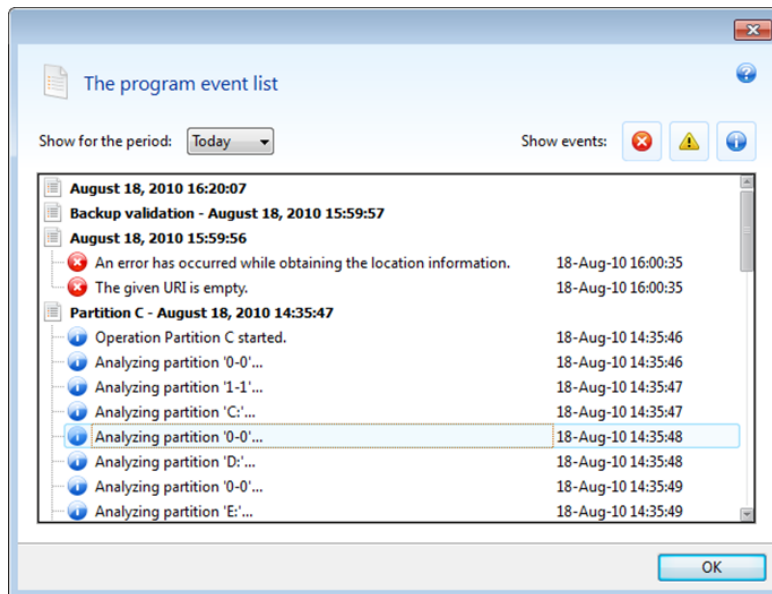 The program event list
Show for the period: Today Show events:
August 18, 2010 16:20:07
Backup validation - August 18, 2010 15:59:57
August 18, 2010 15:59:56
An error has occurred while obtaining the location information. 18-Aug-10 16:00:35
The given URI is empty. 18-Aug-10 16:00:35
Partition C - August 18, 2010 14:35:47
Operation Partition C started. 18-Aug-10 14:35:46
Analyzing partition '0-0'... 18-Aug-10 14:35:46
Analyzing partition '1-1'... 18-Aug-10 14:35:47
Analyzing partition 'C:'... 18-Aug-10 14:35:47
Analyzing partition '0-0'... 18-Aug-10 14:35:48
Analyzing partition 'D:'... 18-Aug-10 14:35:48
Analyzing partition '0-0'... 18-Aug-10 14:35:49
Analyzing partition 'E:'... 18-Aug-10 14:35:49
OK